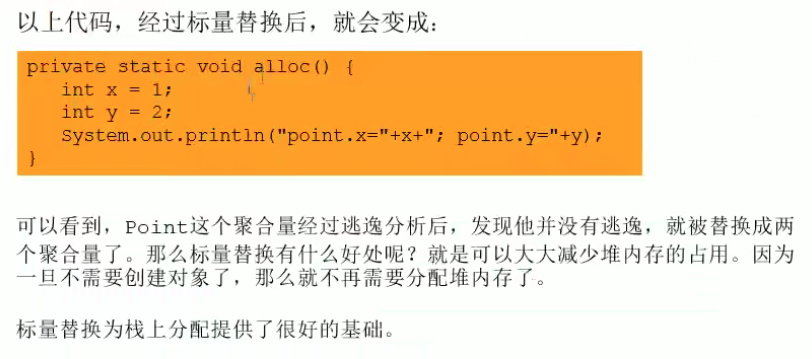 以上代码，经过标量替换后，就会变成：
private static void alloc() {
int x = 1;
int y = 2;
System.out.println("point.x="+x+"; point.y="+y);
}
可以看到，Point这个聚合量经过逃逸分析后，发现他并没有逃逸，就被替换成两
个聚合量了。那么标量替换有什么好处呢？就是可以大大减少堆内存的占用。因为
一旦不需要创建对象了，那么就不再需要分配堆内存了。
标量替换为栈上分配提供了很好的基础。